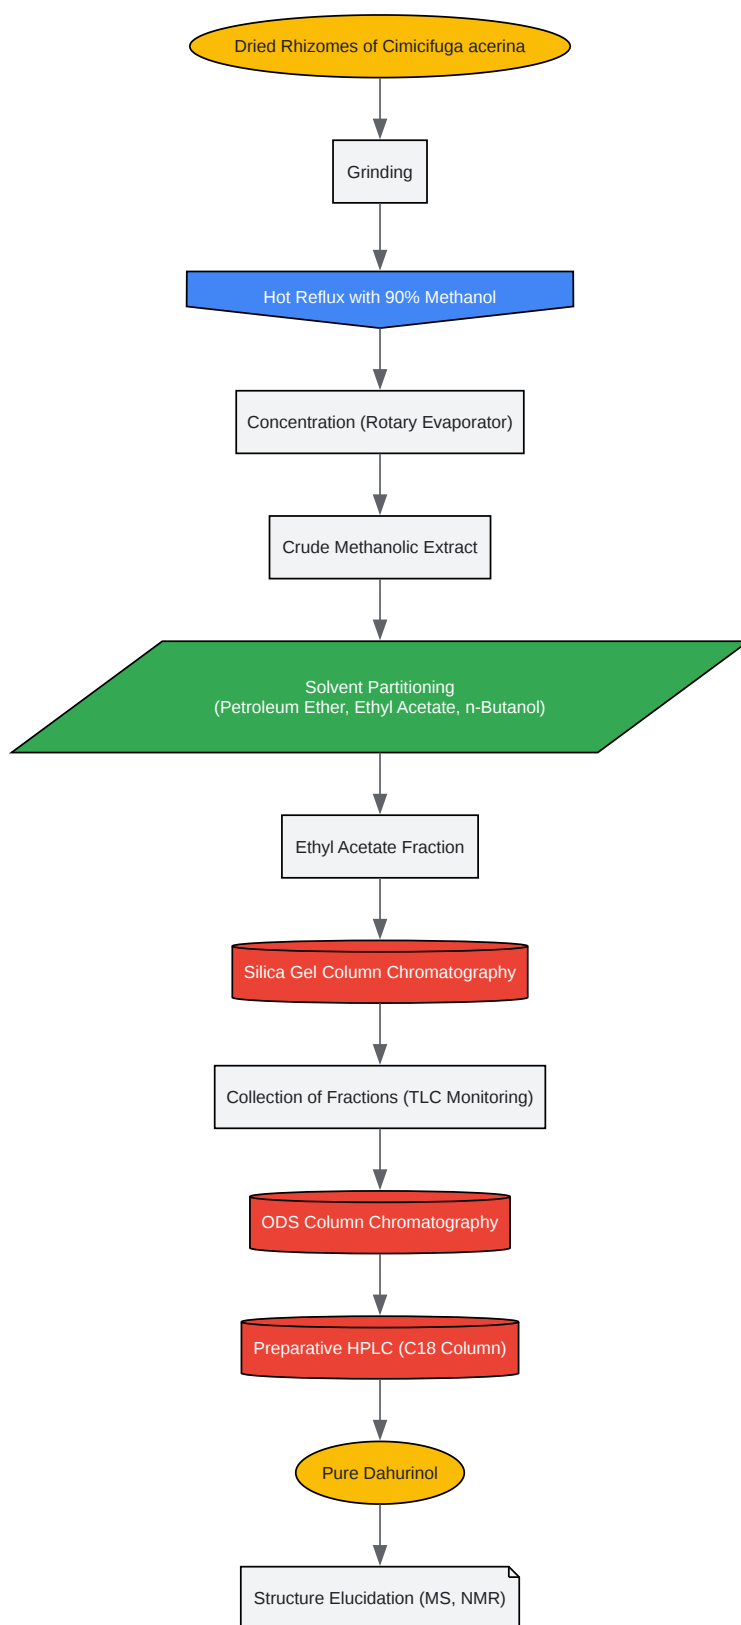 Dried Rhizomes of Cimicifuga acerina
Grinding
Hot Reflux with 90% Methanol
Concentration (Rotary Evaporator)
Crude Methanolic Extract
Solvent Partitioning
(Petroleum Ether, Ethyl Acetate, n-Butanol)
Ethyl Acetate Fraction
Silica Gel Column Chromatography
Collection of Fractions (TLC Monitoring)
ODS Column Chromatography
Preparative HPLC (C18 Column)
Pure Dahurinol
Structure Elucidation (MS, NMR)